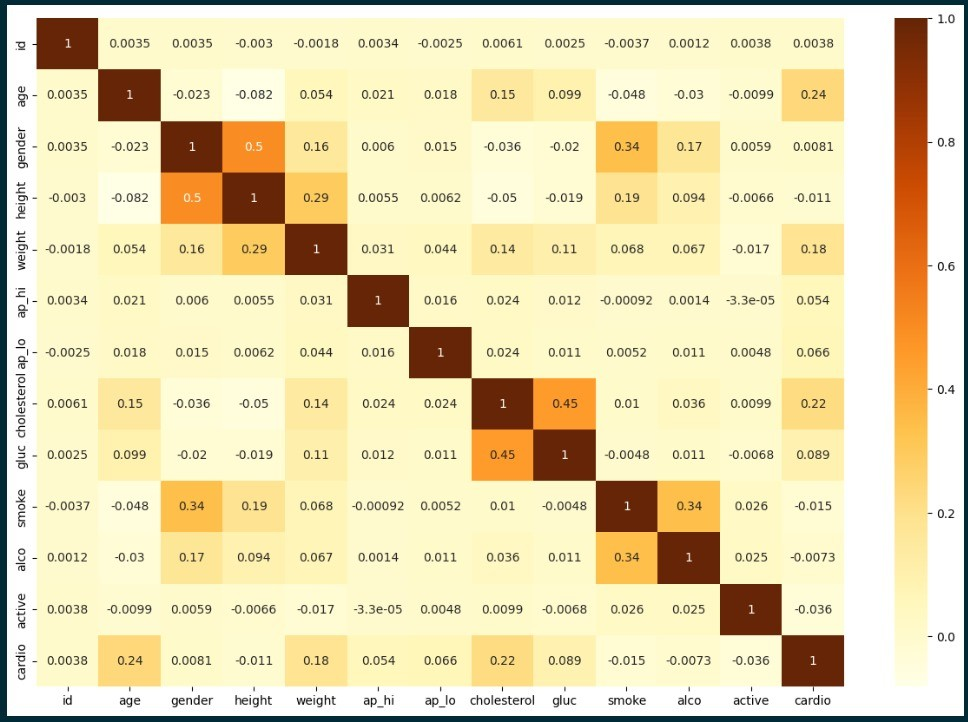 id 1 0.0035 0.0035 -0.003 -0.0018 0.0034 -0.0025 0.0061 0.0025 -0.0037 0.0012 0.0038 0.0038
age 0.0035 1 -0.023 -0.082 0.054 0.021 0.018 0.15 0.099 -0.048 -0.03 -0.0099 0.24
gender 0.0035 -0.023 1 0.5 0.16 0.006 0.015 -0.036 -0.02 0.34 0.17 0.0059 0.0081
height -0.003 -0.082 0.5 1 0.29 0.0055 0.0062 -0.05 -0.019 0.19 0.094 -0.0066 -0.011
weight -0.0018 0.054 0.16 0.29 1 0.031 0.044 0.14 0.11 0.068 0.067 -0.017 0.18
ap_hi 0.0034 0.021 0.006 0.0055 0.031 1 0.016 0.024 0.012 -0.00092 0.0014 -3.3e-05 0.054
ap_lo -0.0025 0.018 0.015 0.0062 0.044 0.016 1 0.024 0.011 0.0052 0.011 0.0048 0.066
cholesterol 0.0061 0.15 -0.036 -0.05 0.14 0.024 0.024 1 0.45 0.01 0.036 0.0099 0.22
gluc 0.0025 0.099 -0.02 -0.019 0.11 0.012 0.011 0.45 1 -0.0048 0.011 -0.0068 0.089
smoke -0.0037 -0.048 0.34 0.19 0.068 -0.00092 0.0052 0.01 -0.0048 1 0.34 0.026 -0.015
alco 0.0012 -0.03 0.17 0.094 0.067 0.0014 0.011 0.036 0.011 0.34 1 0.025 -0.0073
active 0.0038 -0.0099 0.0059 -0.0066 -0.017 -3.3e-05 0.0048 0.0099 -0.0068 0.026 0.025 1 -0.036
cardio 0.0038 0.24 0.0081 -0.011 0.18 0.054 0.066 0.22 0.089 -0.015 -0.0073 -0.036 1
id age gender height weight ap_hi ap_lo cholesterol gluc smoke alco active cardio
1.0
0.8
0.6
0.4
0.2
0.0